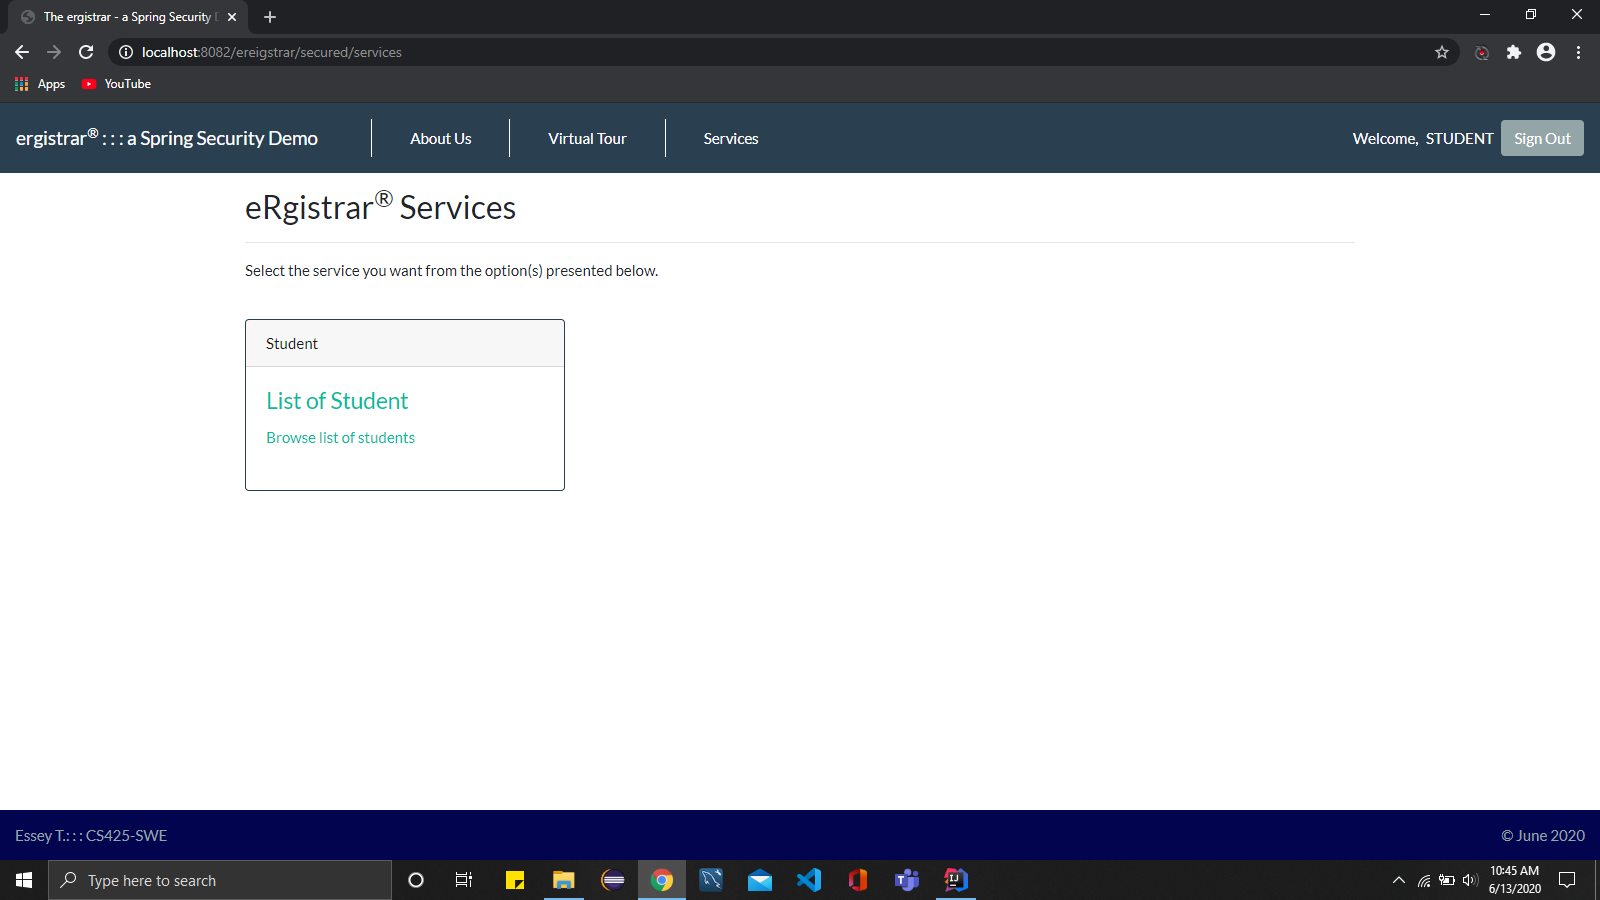 The ergistrar - a Spring Security
localhost:8082/ereigstrar/secured/services
Apps YouTube
ergistrar® : : : a Spring Security Demo About Us Virtual Tour Services Welcome, STUDENT Sign Out
eRgistrar® Services
Select the service you want from the option(s) presented below.
Student
List of Student
Browse list of students
Essey T.: : : CS425-SWE © June 2020
Type here to search 10:45 AM
6/13/2020